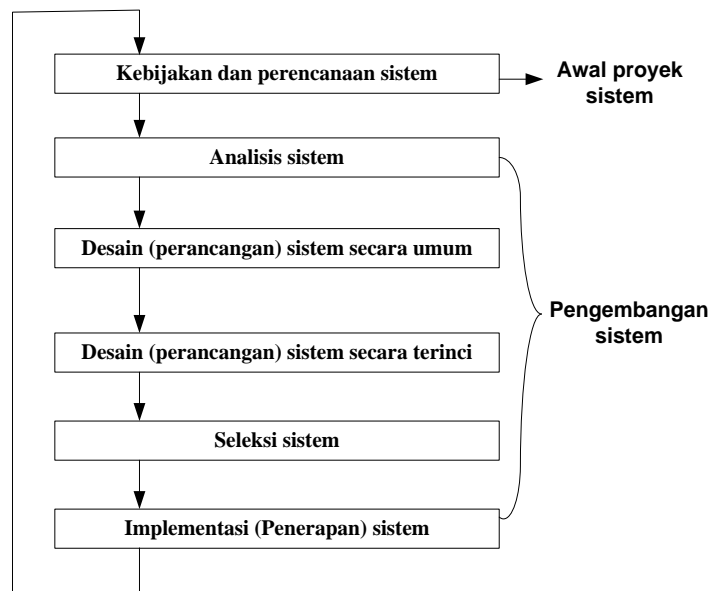 Kebijakan dan perencanaan sistem
Awal proyek
sistem
Analisis sistem
Desain (perancangan) sistem secara umum
Pengembangan
sistem
Desain (perancangan) sistem secara terinci
Seleksi sistem
Implementasi (Penerapan) sistem